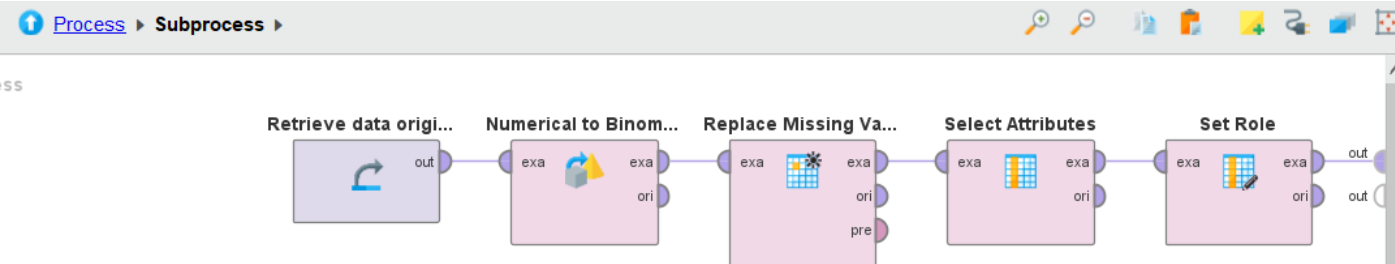 Process Subprocess
ess
Retrieve data origi... Numerical to Binom... Replace Missing Va... Select Attributes Set Role
out exa exa exa exa exa exa exa exa out
ori ori ori ori out
pre